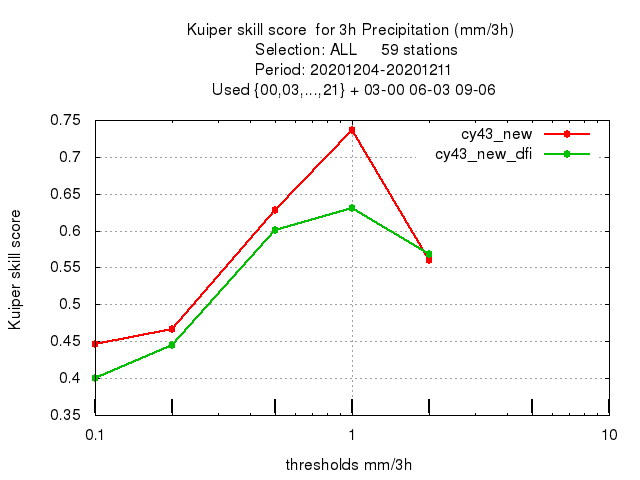 Kuiper skill score for 3h Precipitation (mm/3h)
Selection: ALL 59 stations
Period: 20201204-20201211
Used {00,03,...,21} + 03-00 06-03 09-06
0.75
cy43_new
cy43_new_dfi
0.7
0.65
0.6
0.55
0.5
0.45
0.4
0.35
Kuiper skill score
0.1
1
10
thresholds mm/3h